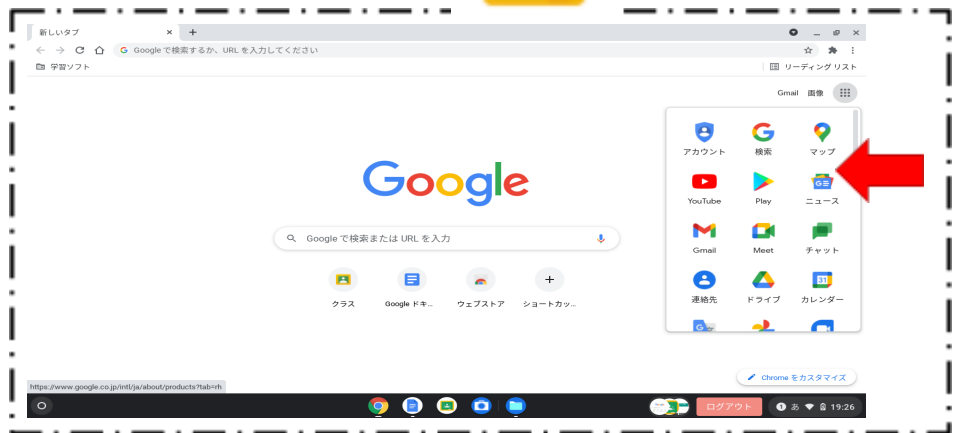 新しいタブ
Google で検索するか、URL を入力してください
学習ソフト
リーディング リスト
Gmail 画像
アカウント 検索 マップ
Google
YouTube Play ニュース
Google で検索または URL を入力
Gmail Meet チャット
連絡先 ドライブ カレンダー
31
クラス Google ドキ... ウェブストア ショートカッ...
Chrome をカスタマイズ
https://www.google.co.jp/intl/ja/about/products?tab=rh
ログアウト 1 あ 19:26